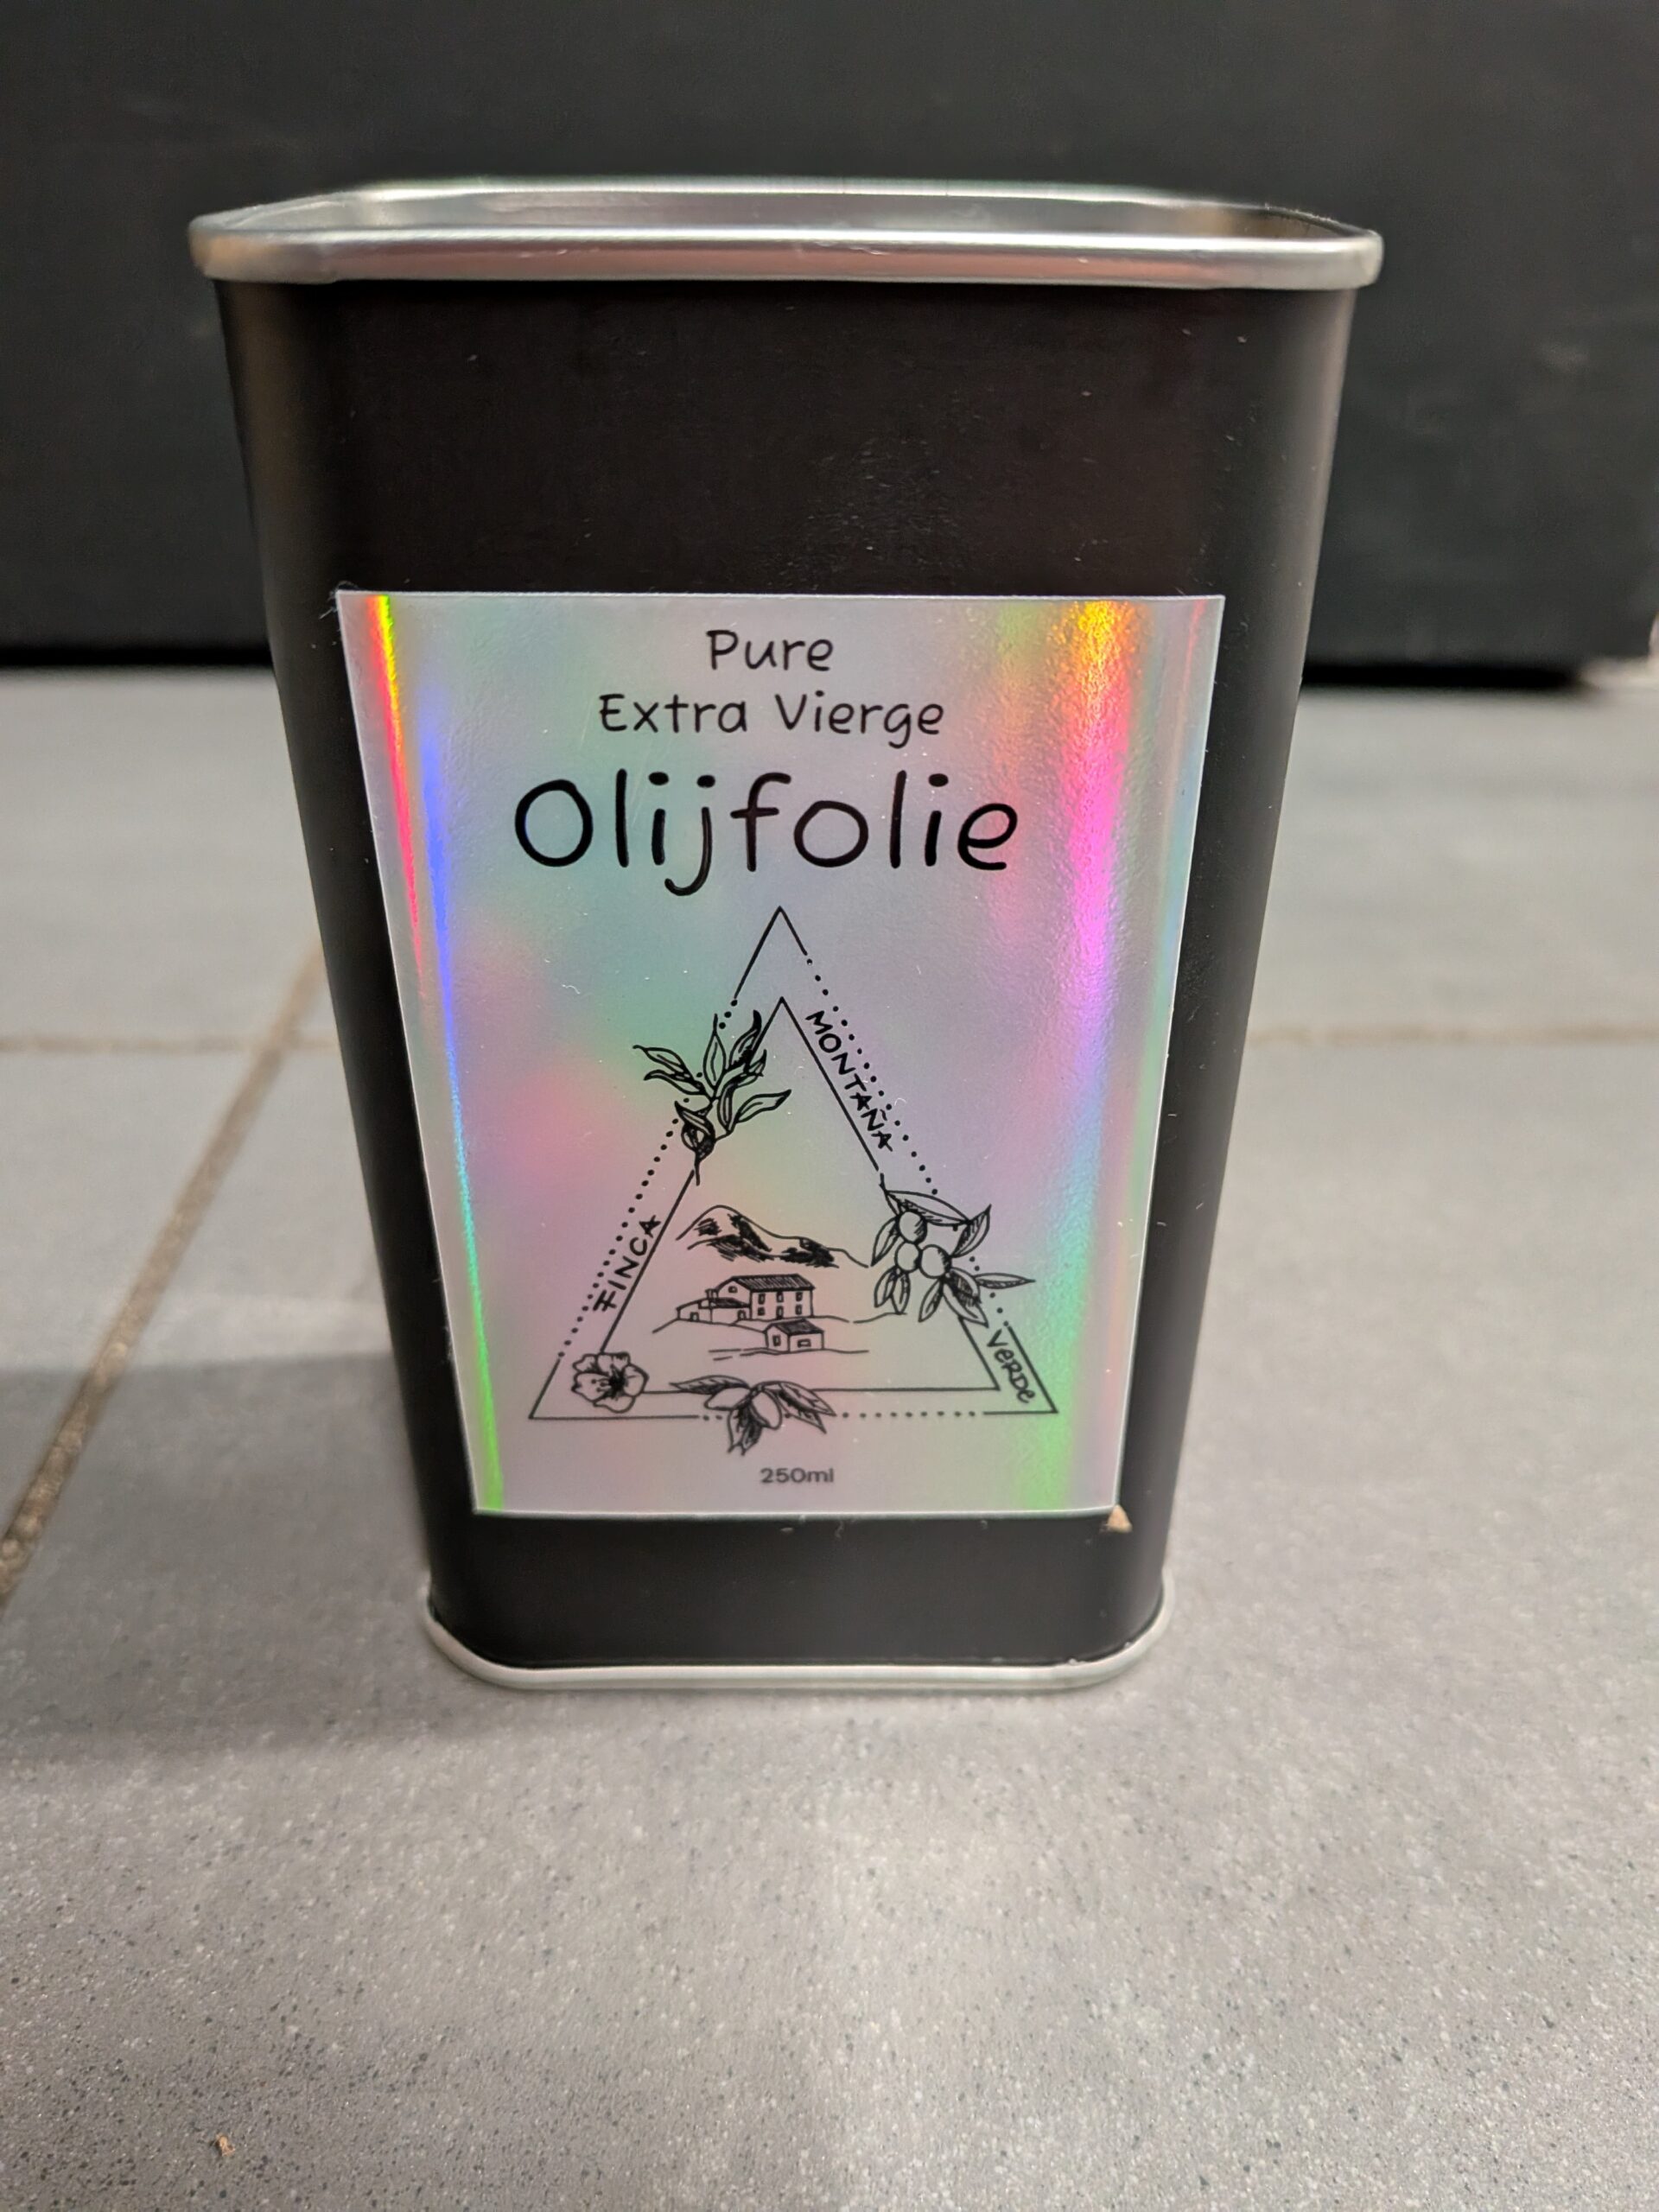 Pure
Extra Vierge
Olijfolie
FINCA
MONTAÑA
VERDE
250ml